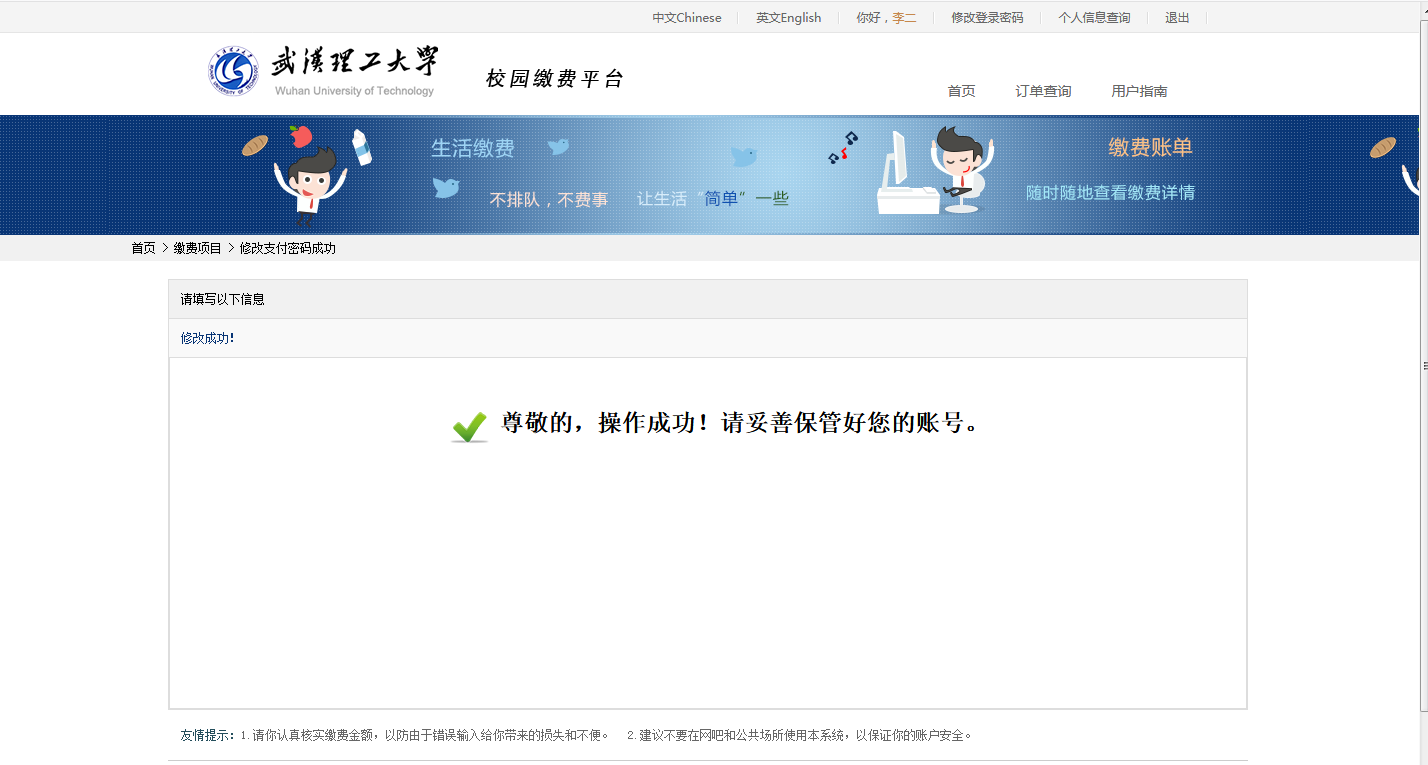 中文Chinese 英文English 你好，李二 修改登录密码 个人信息查询 退出
武漢理工大學
Wuhan University of Technology
校园缴费平台
首页 订单查询 用户指南
生活缴费
不排队，不费事 让生活“简单”一些
缴费账单
随时随地查看缴费详情
首页 > 缴费项目 > 修改支付密码成功
请填写以下信息
修改成功！
尊敬的，操作成功！请妥善保管好您的账号。
友情提示：1.请你认真核实缴费金额，以防由于错误输入给你带来的损失和不便。 2.建议不要在网吧和公共场所使用本系统，以保证你的账户安全。